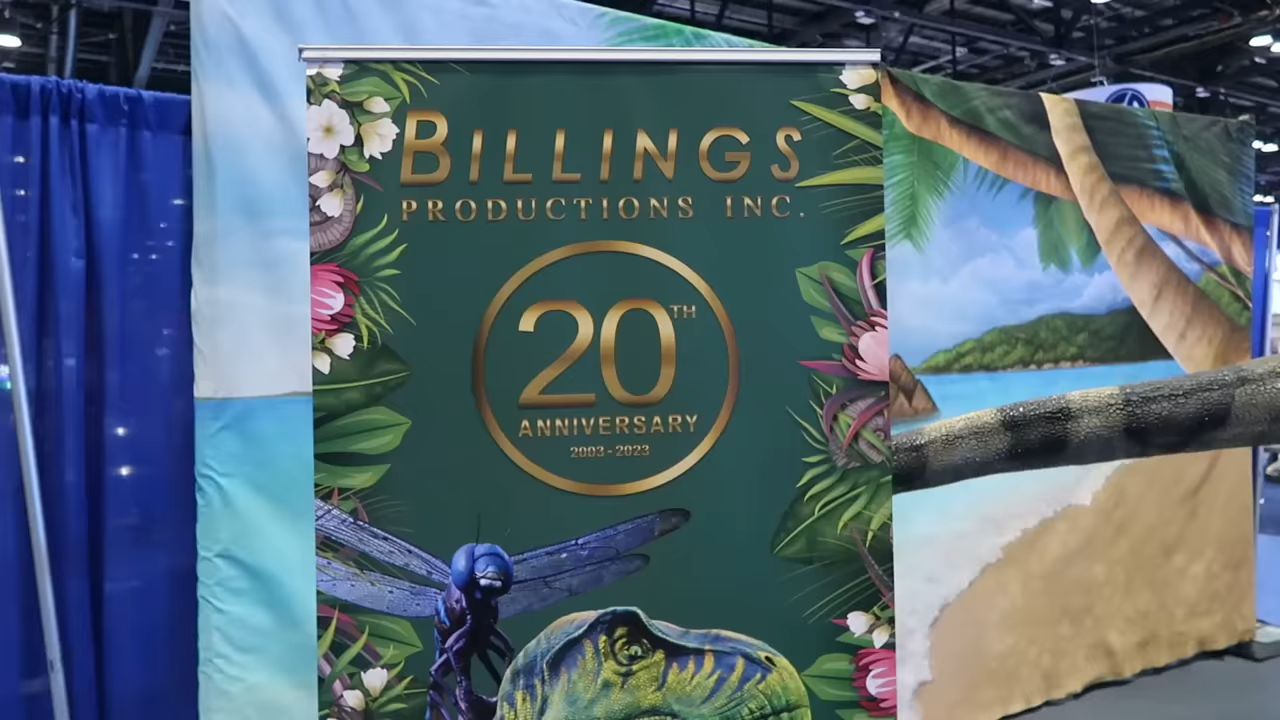 BILLINGS
PRODUCTIONS INC.
20TH
ANNIVERSARY
2003-2023